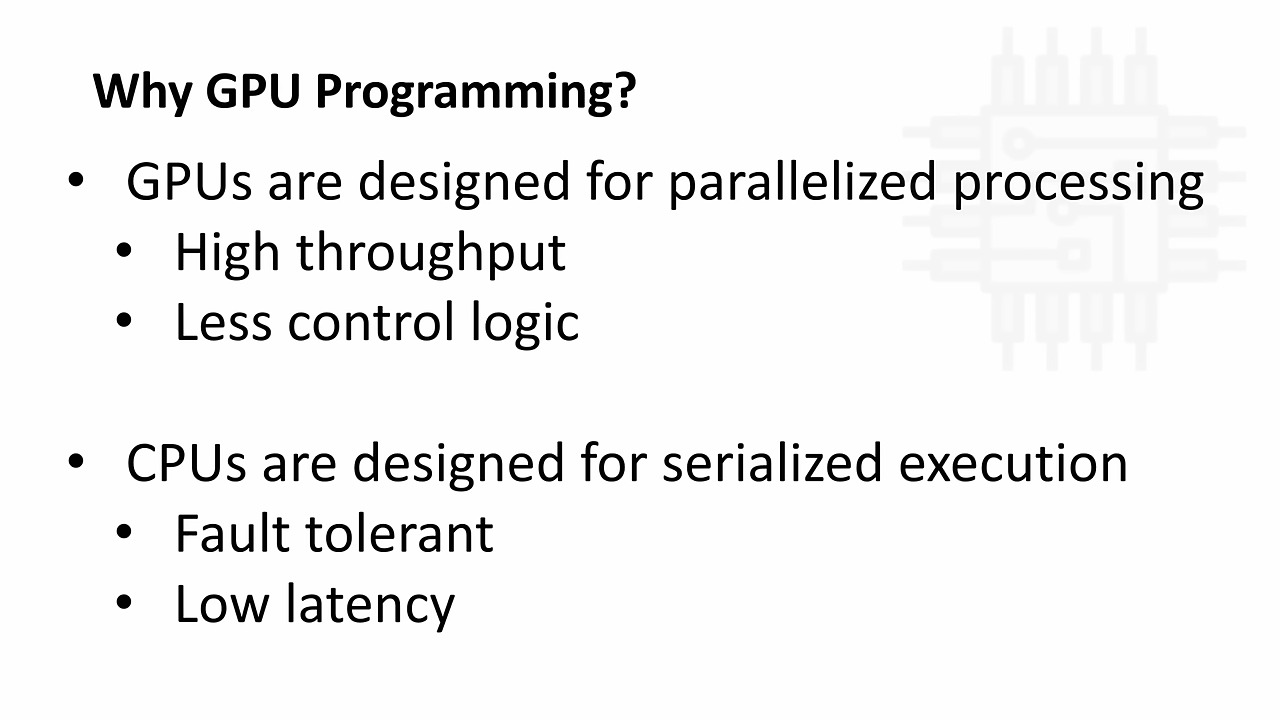 Why GPU Programming?
• GPUs are designed for parallelized processing
• High throughput
• Less control logic
• CPUs are designed for serialized execution
• Fault tolerant
• Low latency